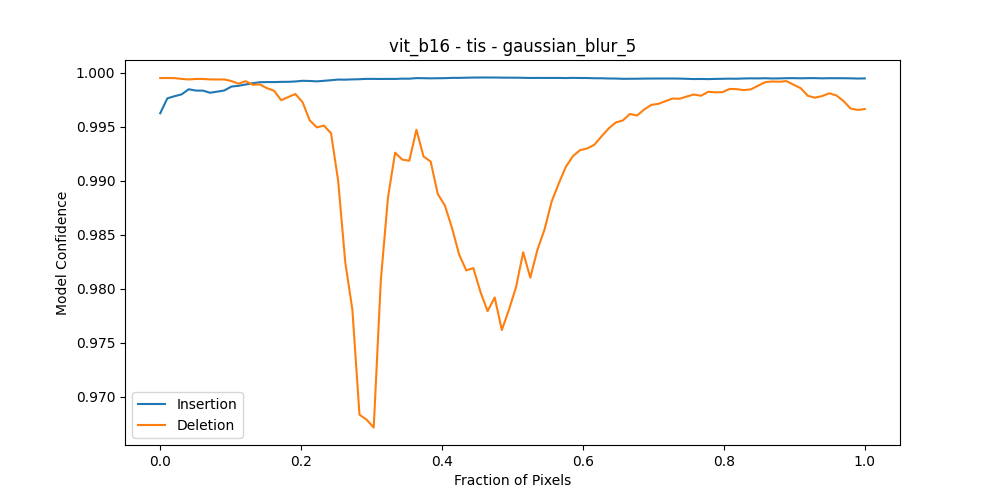 vit_b16 - tis - gaussian_blur_5
1.000
0.995
0.990
0.985
0.980
0.975
0.970
Model Confidence
Insertion
Deletion
0.0 0.2 0.4 0.6 0.8 1.0
Fraction of Pixels